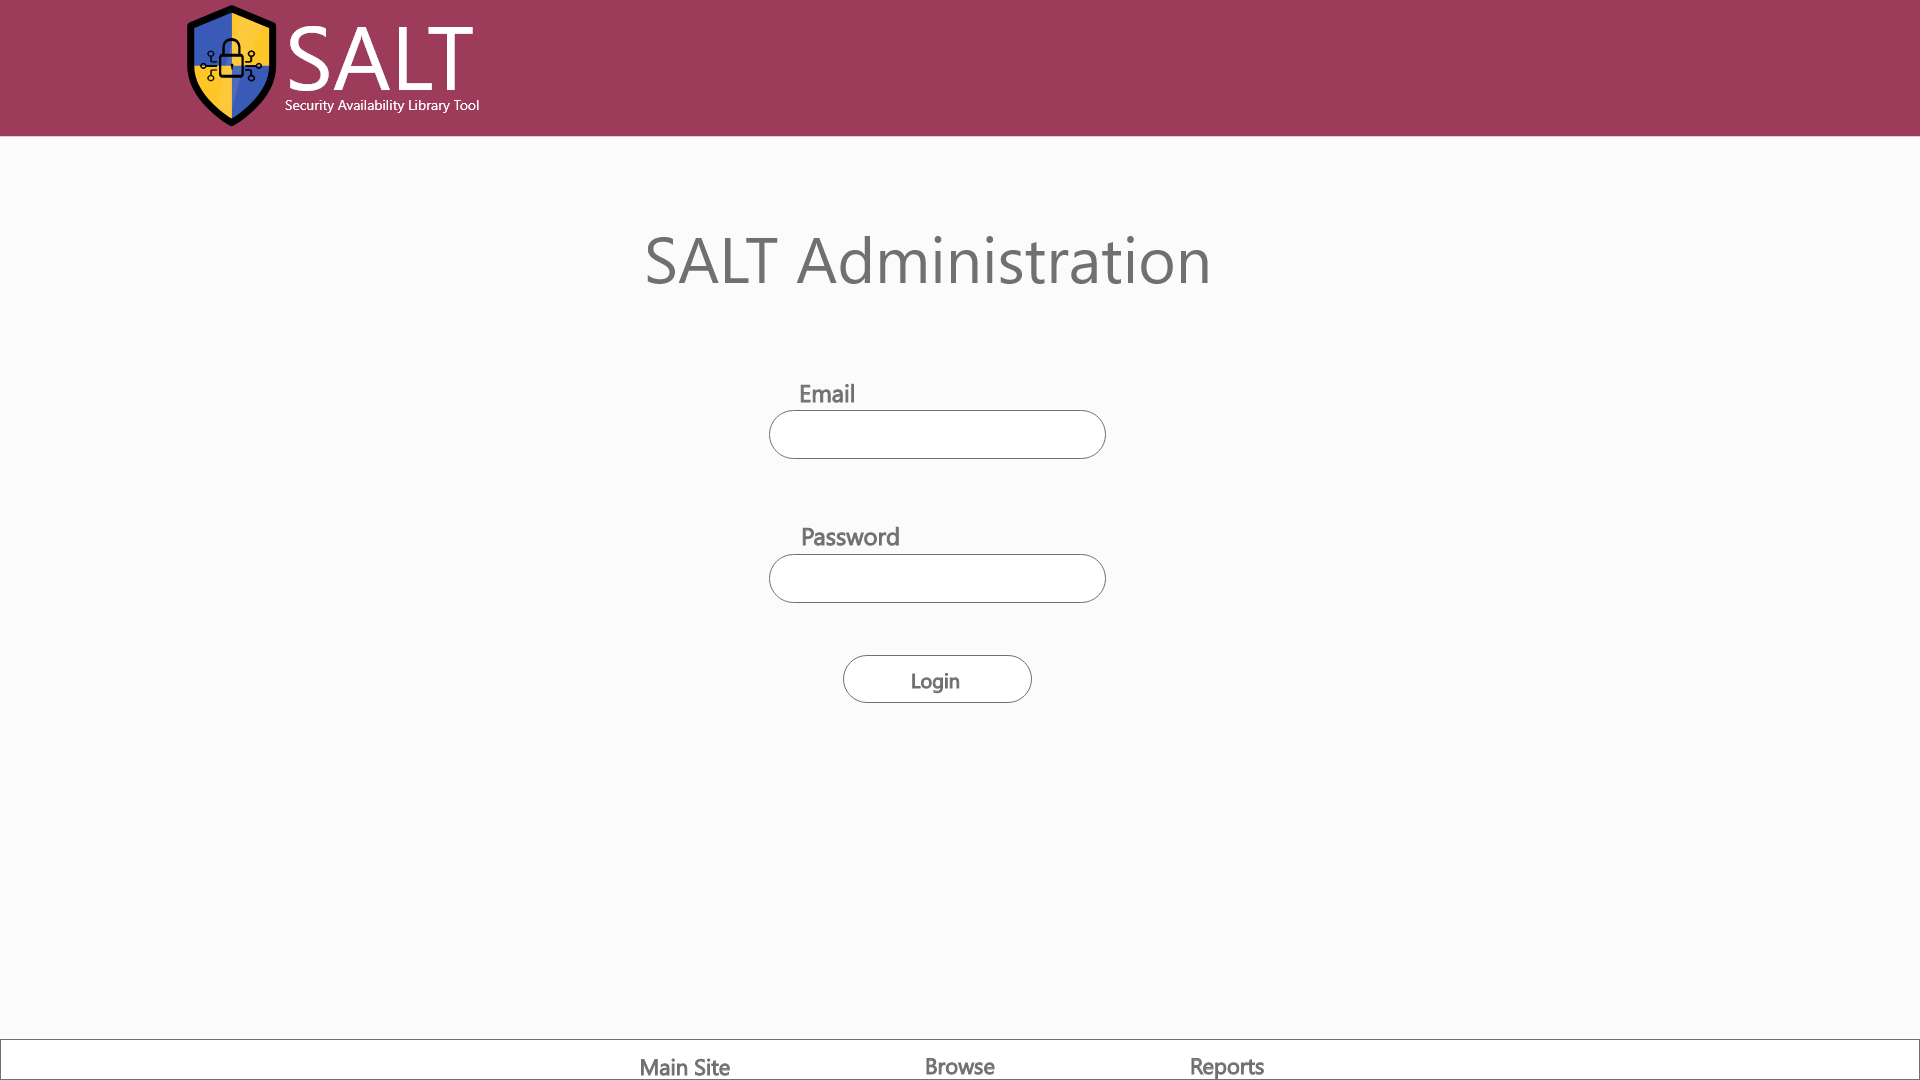 SALT
Security Availability Library Tool
SALT Administration
Email
Password
Login
Main Site Browse Reports